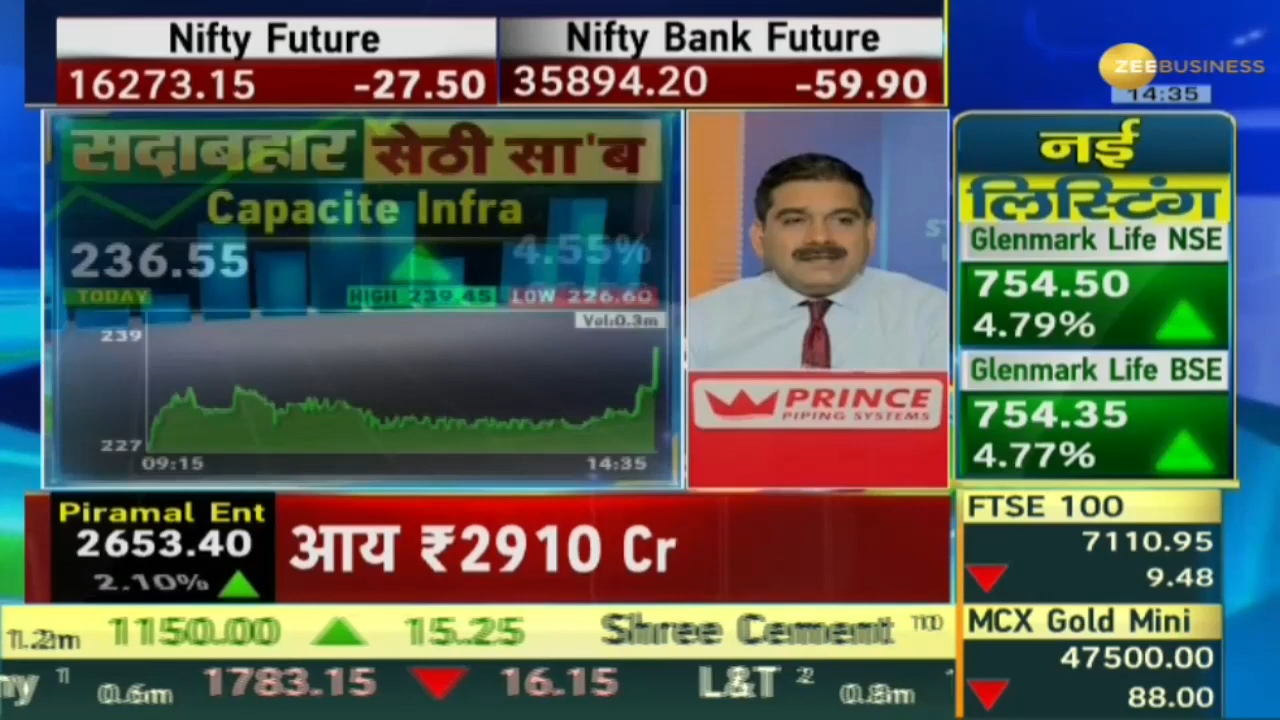 Nifty Future
16273.15 -27.50
Nifty Bank Future
35894.20 -59.90
ZEEBUSINESS
14:35
सदाबहार सेठी सा'ब
Capacite Infra
236.55 4.55%
TODAY HIGH 239.45 LOW 226.60
Vol:0.3m
239
227
09:15 14:35
PRINCE
PIPING SYSTEMS
नई
लिस्टिंग
Glenmark Life NSE
754.50
4.79%
Glenmark Life BSE
754.35
4.77%
Piramal Ent
2653.40
2.10%
आय ₹2910 Cr
FTSE 100
7110.95
9.48
MCX Gold Mini
47500.00
88.00
1.2m 1150.00 15.25 Shree Cement
1783.15 16.15 L&T 2 0.8m